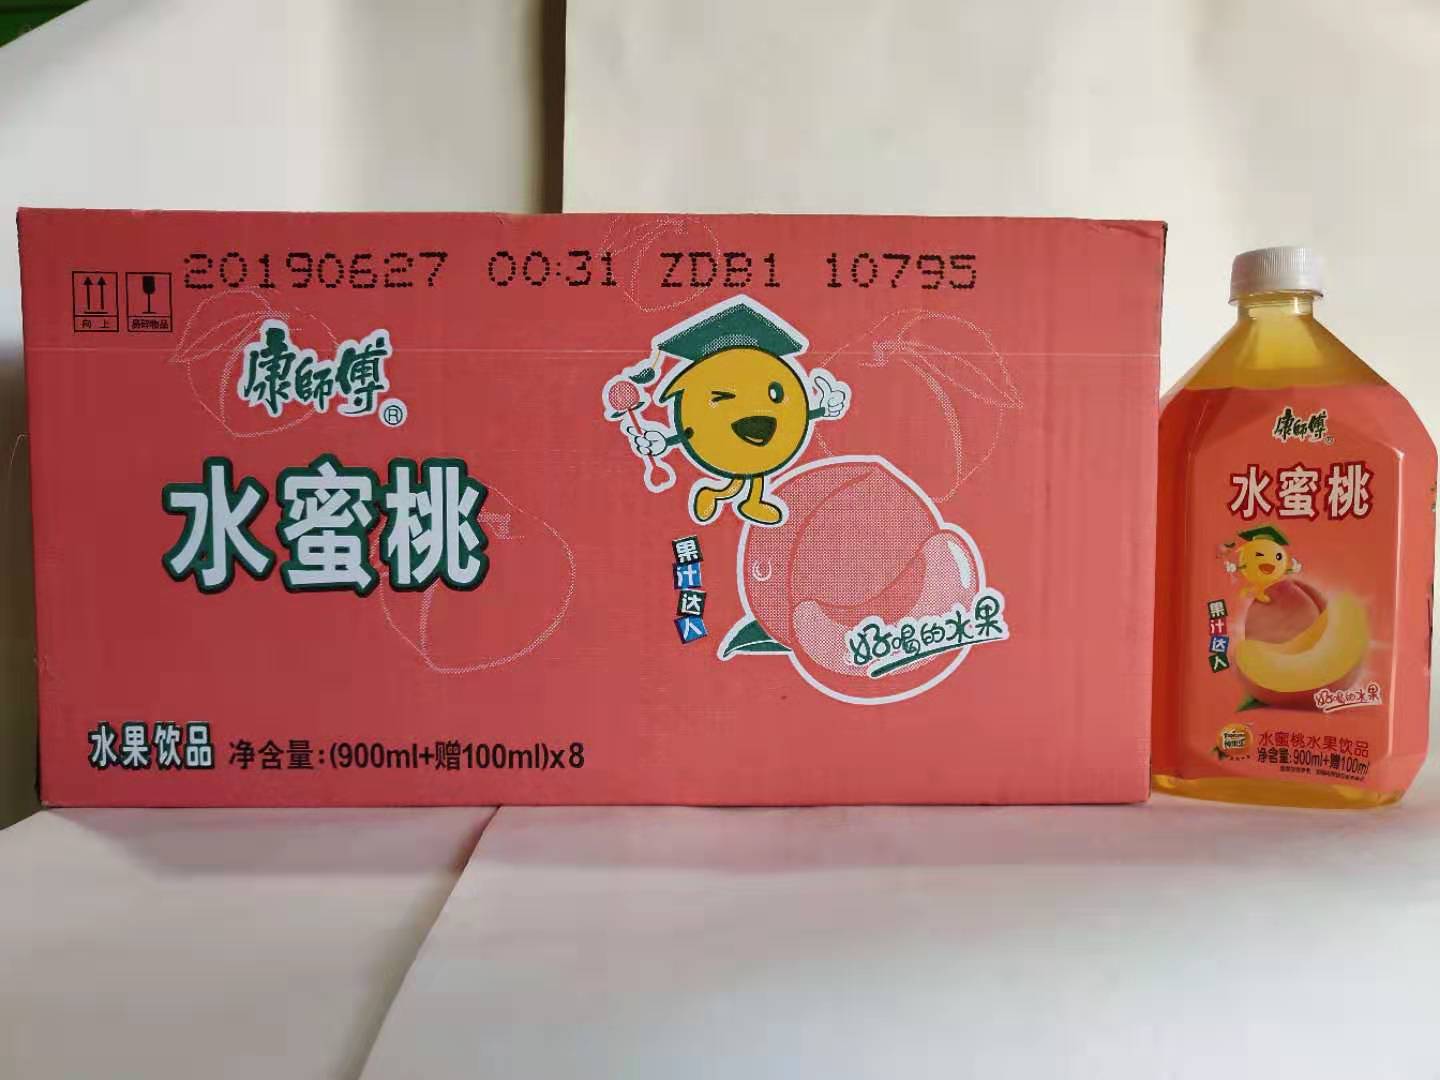 20190627 00:31 ZDB1 10795
向上
易碎物品
康師傅
®
水蜜桃
果汁达人
好喝的水果
水果饮品
净含量:(900ml+赠100ml)x8
康師傅
水蜜桃
果汁达人
好喝的水果
水蜜桃水果饮品
净含量:900ml+赠100ml